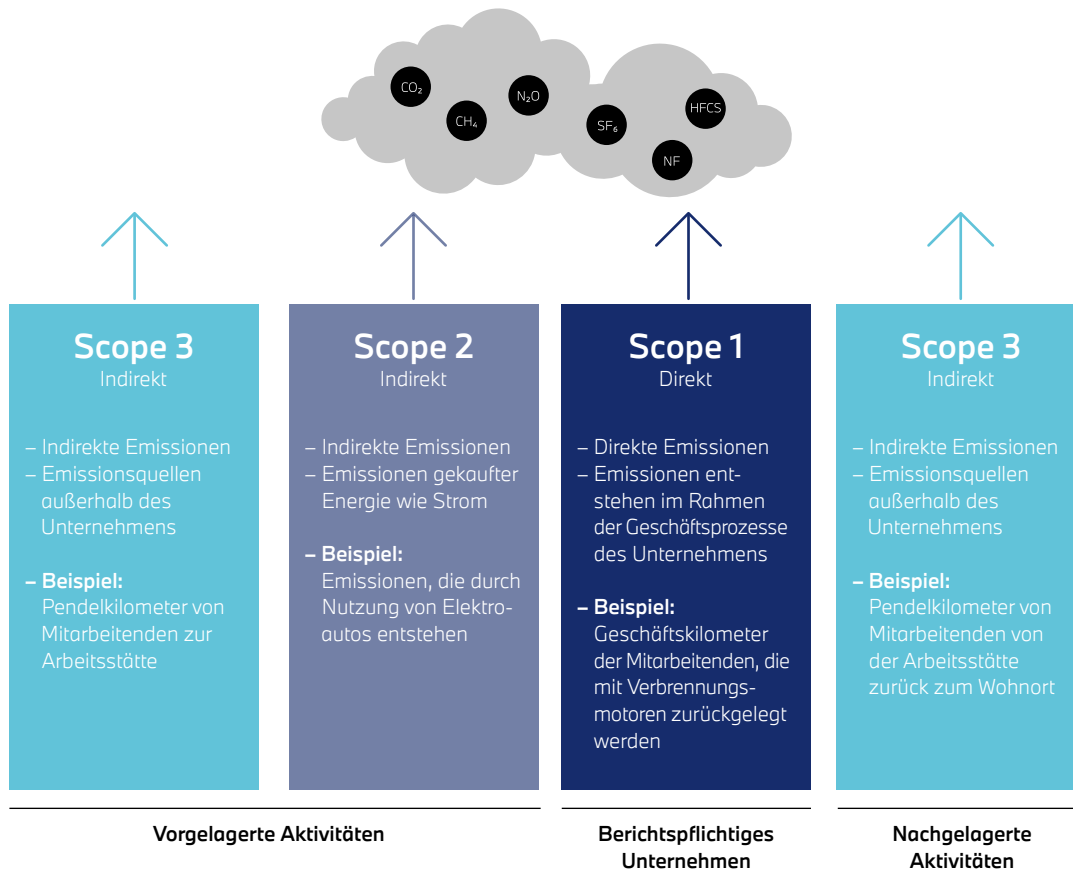 CO₂
CH₄
N₂O
SF₆
HFCS
NF
Scope 3
Indirekt
– Indirekte Emissionen
– Emissionsquellen
außerhalb des
Unternehmens
– Beispiel:
Pendelkilometer von
Mitarbeitenden zur
Arbeitsstätte
Scope 2
Indirekt
– Indirekte Emissionen
– Emissionen gekaufter
Energie wie Strom
– Beispiel:
Emissionen, die durch
Nutzung von Elektro-
autos entstehen
Scope 1
Direkt
– Direkte Emissionen
– Emissionen ent-
stehen im Rahmen
der Geschäftsprozesse
des Unternehmens
– Beispiel:
Geschäftskilometer
der Mitarbeitenden, die
mit Verbrennungs-
motoren zurückgelegt
werden
Scope 3
Indirekt
– Indirekte Emissionen
– Emissionsquellen
außerhalb des
Unternehmens
– Beispiel:
Pendelkilometer von
Mitarbeitenden von
der Arbeitsstätte
zurück zum Wohnort
Vorgelagerte Aktivitäten
Berichtspflichtiges
Unternehmen
Nachgelagerte
Aktivitäten